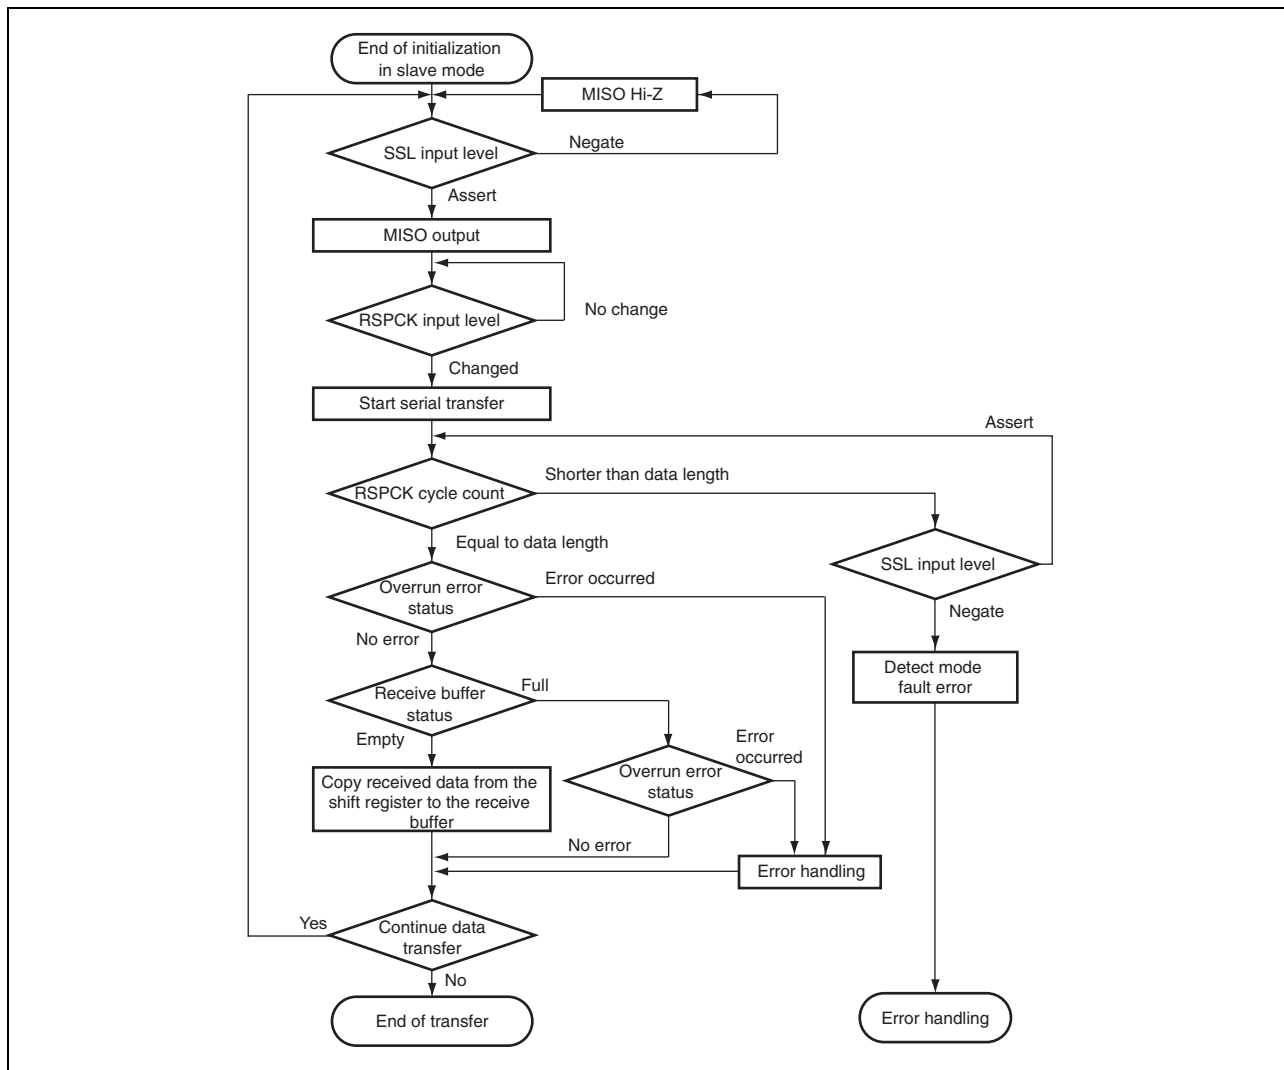 End of initialization
in slave mode
MISO Hi-Z
SSL input level
Negate
Assert
MISO output
RSPCK input level
No change
Changed
Start serial transfer
Assert
RSPCK cycle count
Shorter than data length
Equal to data length
SSL input level
Overrun error
status
Error occurred
Negate
No error
Detect mode
fault error
Receive buffer
status
Full
Empty
Error
occurred
Overrun error
status
Copy received data from the
shift register to the receive
buffer
No error
Error handling
Yes
Continue data
transfer
No
End of transfer
Error handling